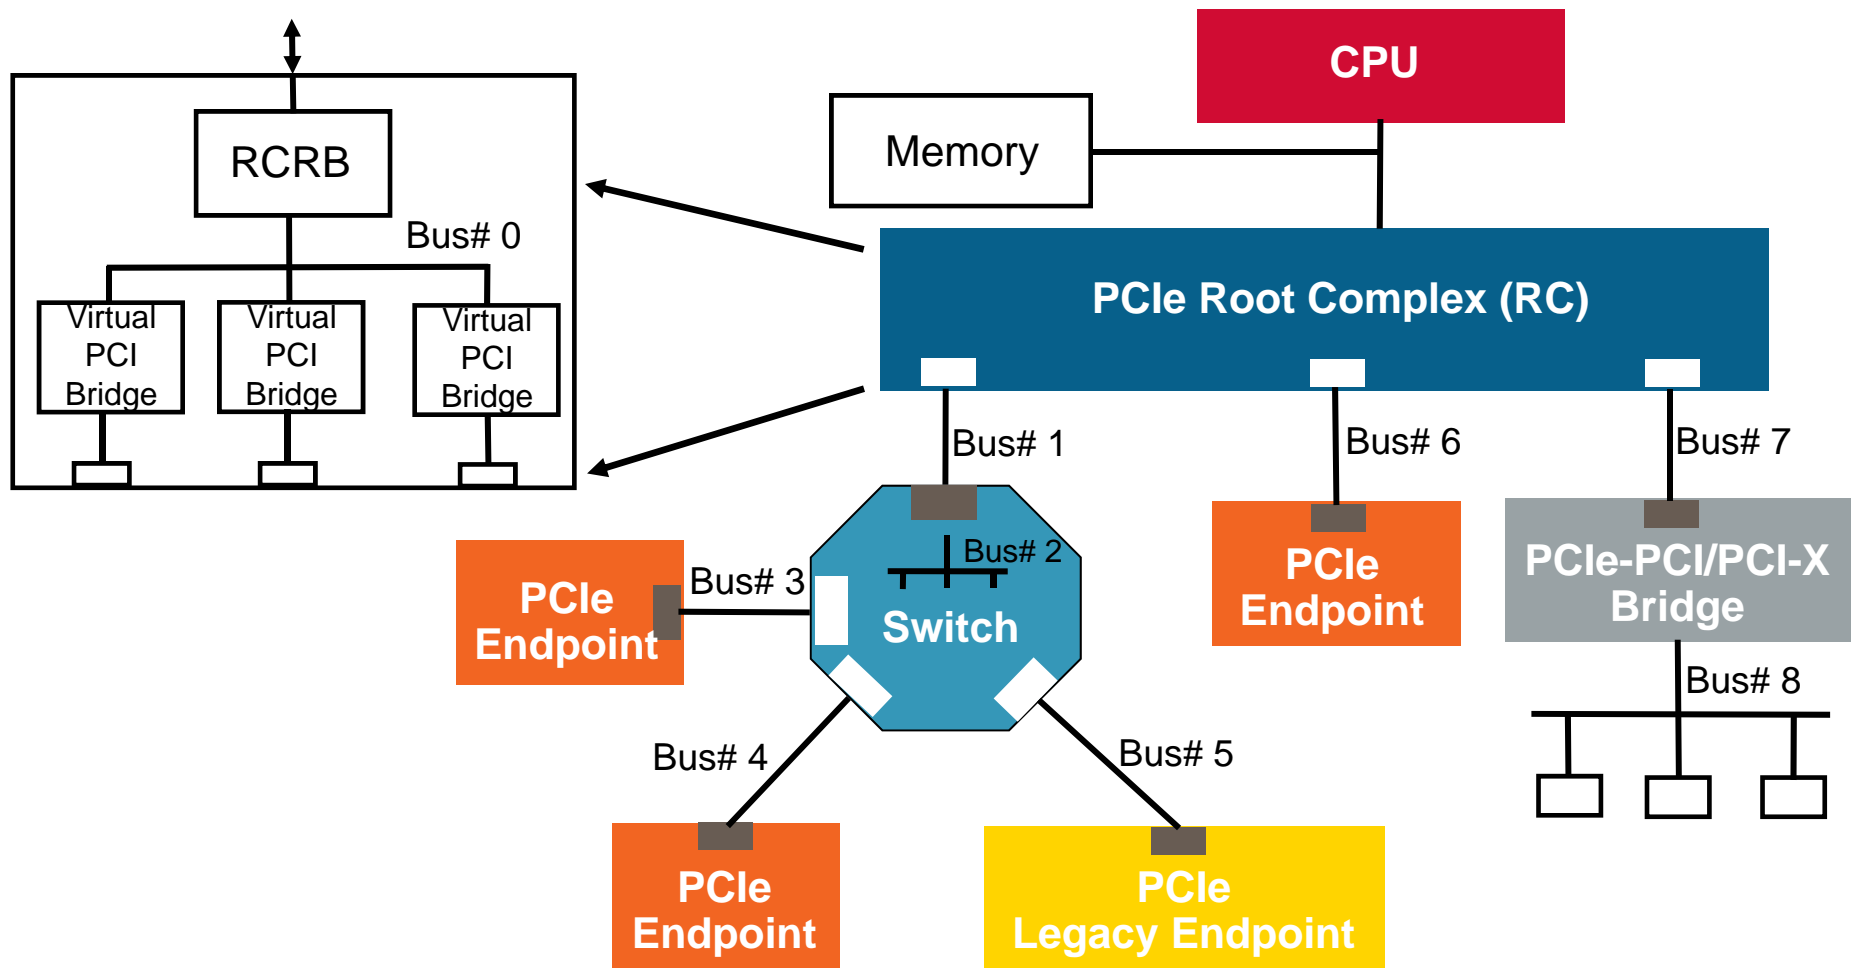 CPU
Memory
RCRB
Bus# 0
Virtual
PCI
Bridge
Virtual
PCI
Bridge
Virtual
PCI
Bridge
PCIe Root Complex (RC)
Bus# 1
Bus# 6
Bus# 7
Bus# 2
Switch
Bus# 3
PCIe
Endpoint
PCIe
Endpoint
PCIe-PCI/PCI-X
Bridge
Bus# 8
Bus# 4
Bus# 5
PCIe
Endpoint
PCIe
Legacy Endpoint